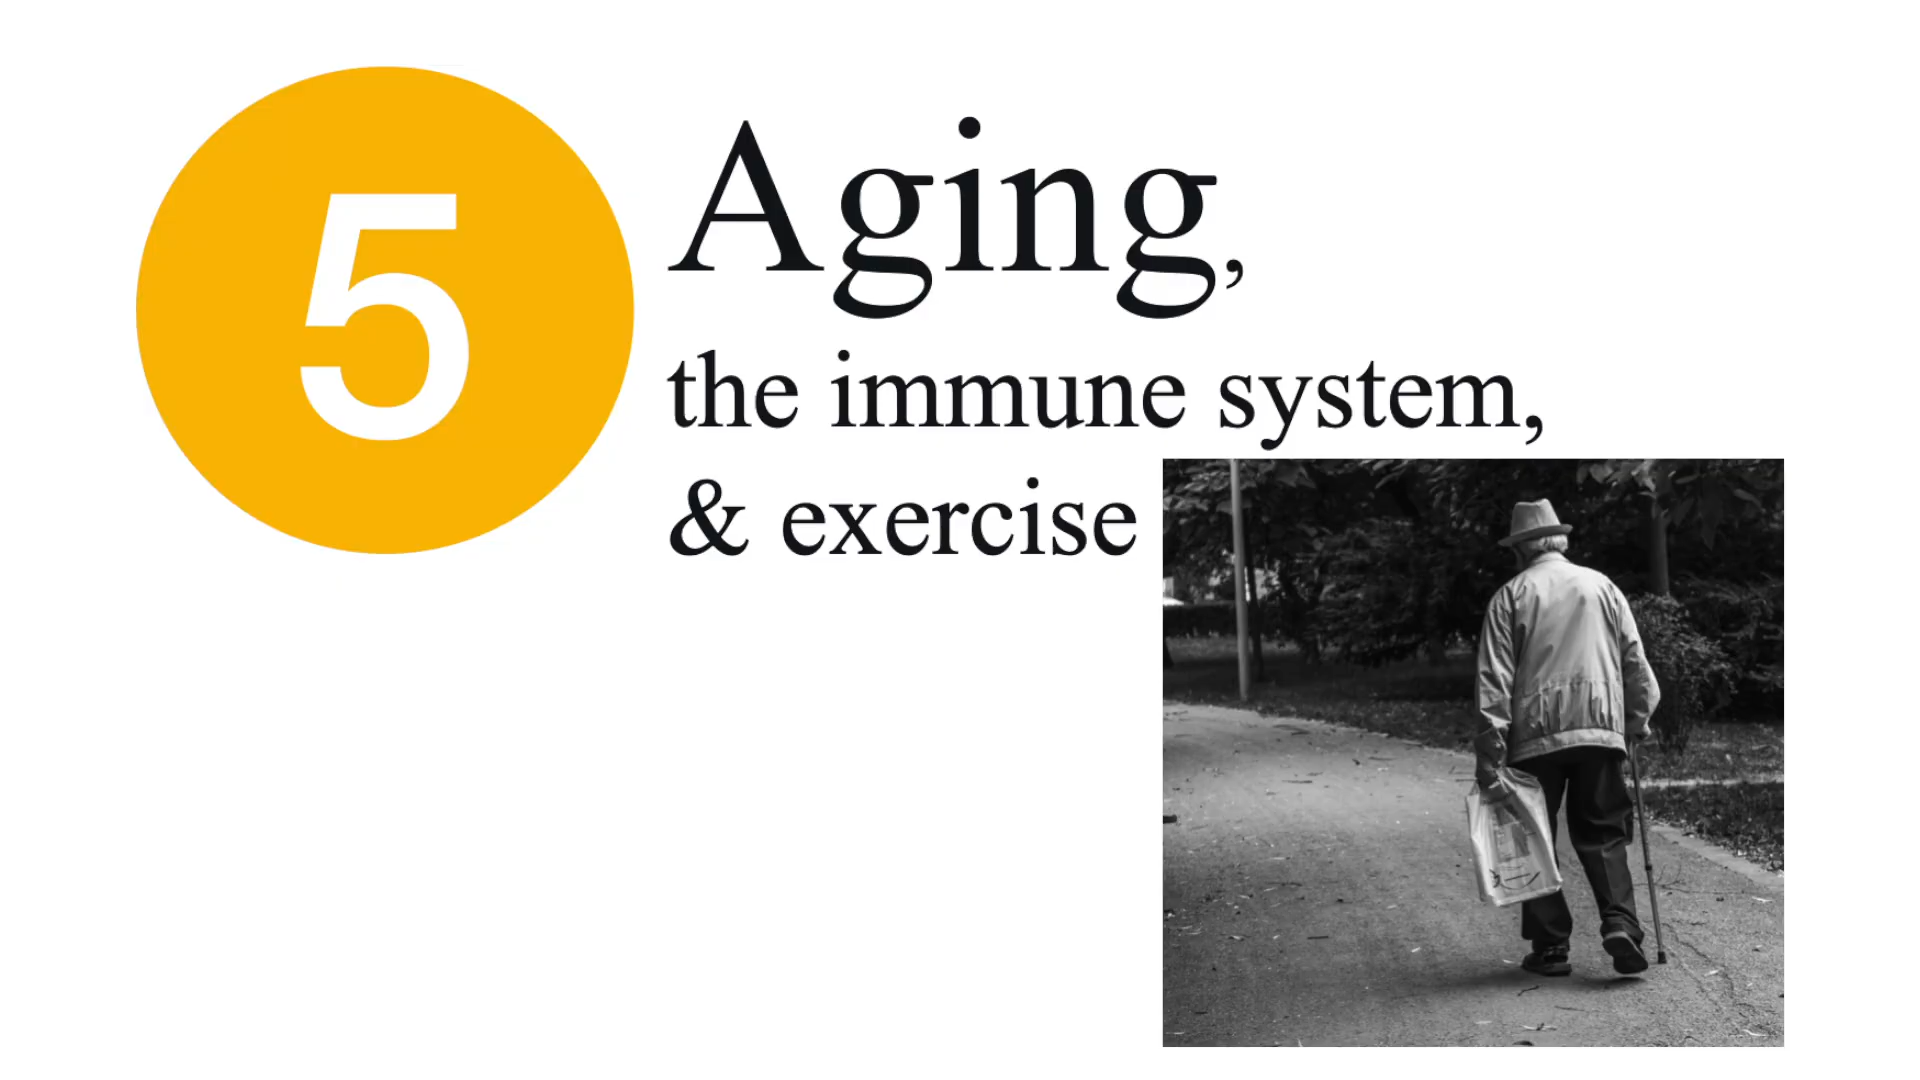 5
Aging,
the immune system,
& exercise